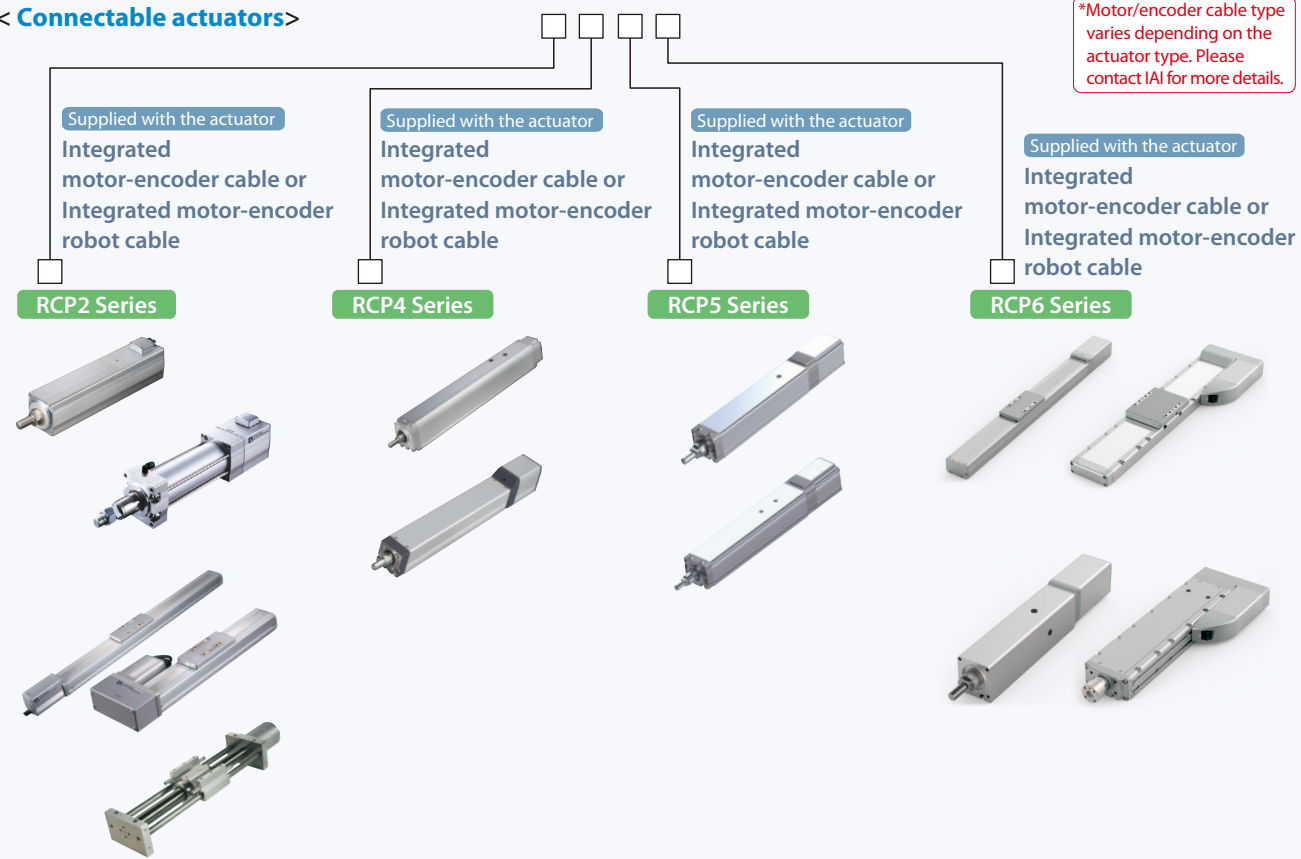 < Connectable actuators>
*Motor/encoder cable type
varies depending on the
actuator type. Please
contact IAI for more details.
Supplied with the actuator
Integrated
motor-encoder cable or
Integrated motor-encoder
robot cable
RCP2 Series
Supplied with the actuator
Integrated
motor-encoder cable or
Integrated motor-encoder
robot cable
RCP4 Series
Supplied with the actuator
Integrated
motor-encoder cable or
Integrated motor-encoder
robot cable
RCP5 Series
Supplied with the actuator
Integrated
motor-encoder cable or
Integrated motor-encoder
robot cable
RCP6 Series